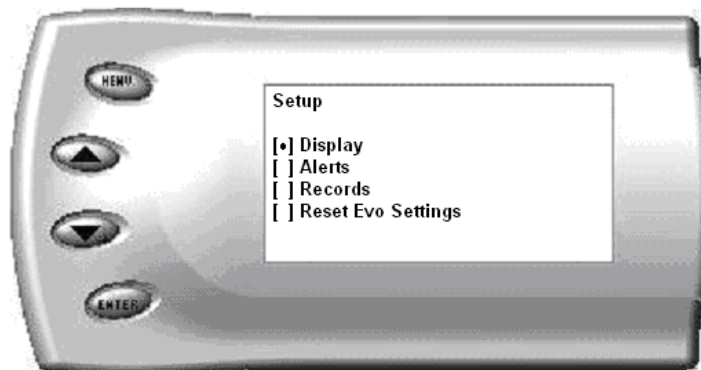 MENU
Setup
[•] Display
[ ] Alerts
[ ] Records
[ ] Reset Evo Settings
ENTER